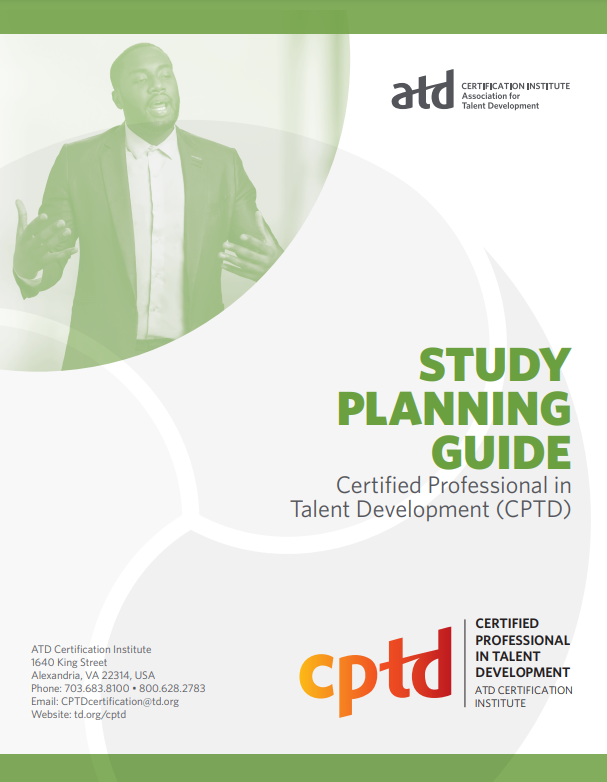 atd
CERTIFICATION INSTITUTE
Association for
Talent Development
STUDY
PLANNING
GUIDE
Certified Professional in
Talent Development (CPTD)
ATD Certification Institute
1640 King Street
Alexandria, VA 22314, USA
Phone: 703.683.8100 • 800.628.2783
Email: CPTDcertification@td.org
Website: td.org/cptd
cptd
CERTIFIED
PROFESSIONAL
IN TALENT
DEVELOPMENT
ATD CERTIFICATION
INSTITUTE